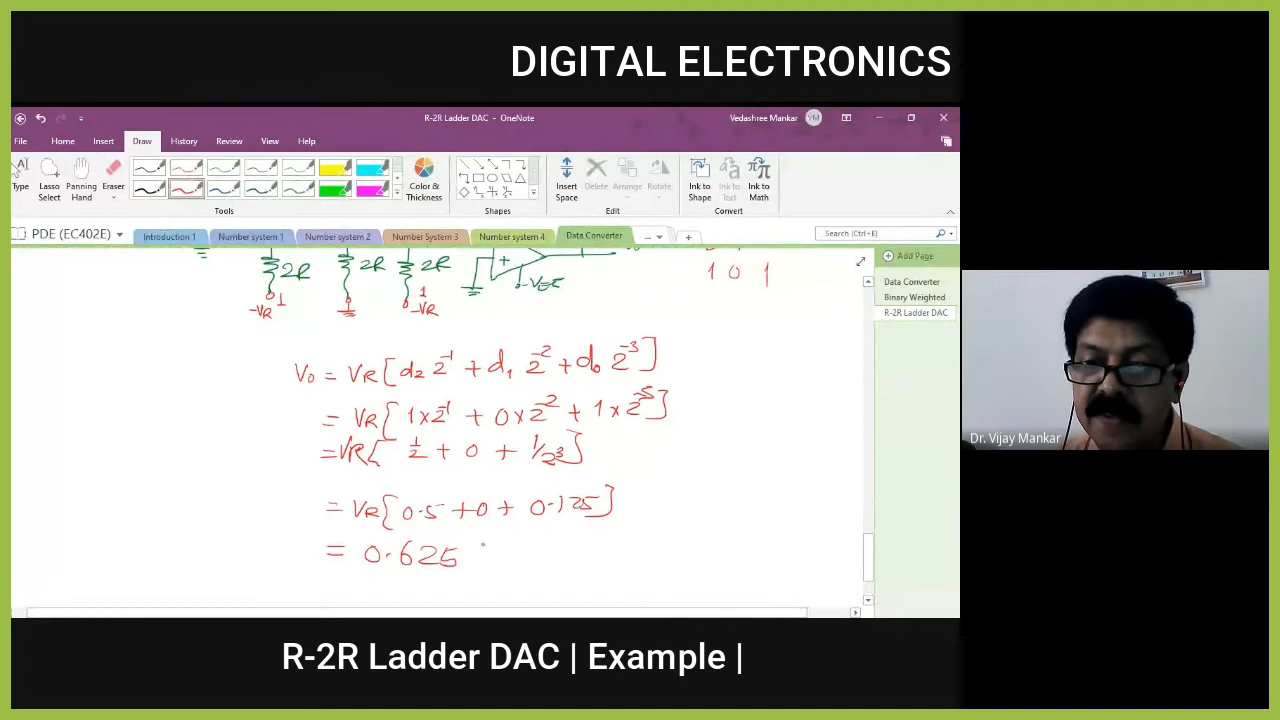 DIGITAL ELECTRONICS
R-2R Ladder DAC - OneNote
Vedashree Mankar VM
File Home Insert Draw History Review View Help
Type Lasso Select Panning Hand Eraser Color & Thickness Insert Space Delete Arrange Rotate Ink to Shape Ink to Text Ink to Math
Tools Shapes Edit Convert
PDE (EC402E) Introduction 1 Number system 1 Number system 2 Number System 3 Number system 4 Data Converter Search (Ctrl+E)
Add Page
Data Converter
Binary Weighted
R-2R Ladder DAC
2R 2R 2R +
1 0 1
-VR 1 1 -VR
V0 = VR[d2 2^-1 + d1 2^-2 + d0 2^-3]
= VR[1×2^-1 + 0×2^-2 + 1×2^-3]
= VR[1/2 + 0 + 1/2^3]
= VR[0.5 + 0 + 0.125]
= 0.625
Dr. Vijay Mankar
R-2R Ladder DAC | Example |